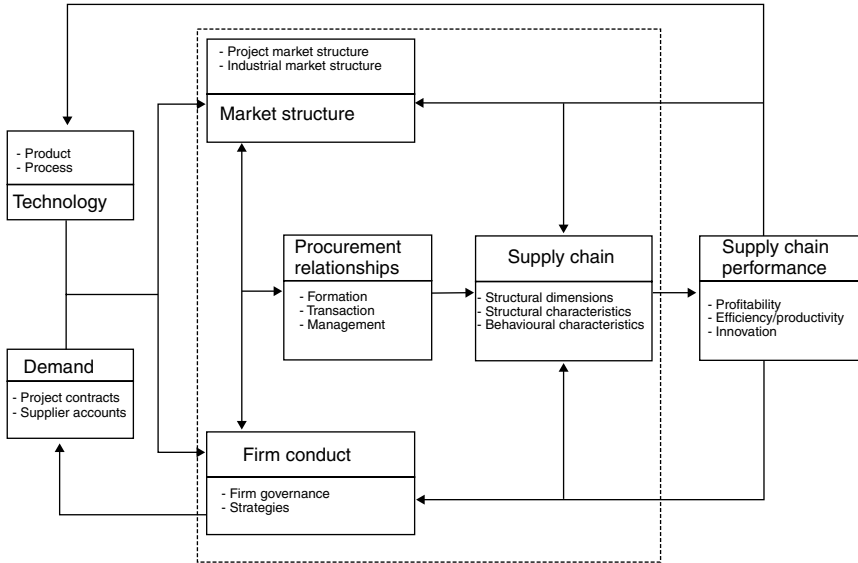 - Project market structure
- Industrial market structure
Market structure
- Product
- Process
Technology
Procurement
relationships
- Formation
- Transaction
- Management
Supply chain
- Structural dimensions
- Structural characteristics
- Behavioural characteristics
Supply chain
performance
- Profitability
- Efficiency/productivity
- Innovation
Demand
- Project contracts
- Supplier accounts
Firm conduct
- Firm governance
- Strategies